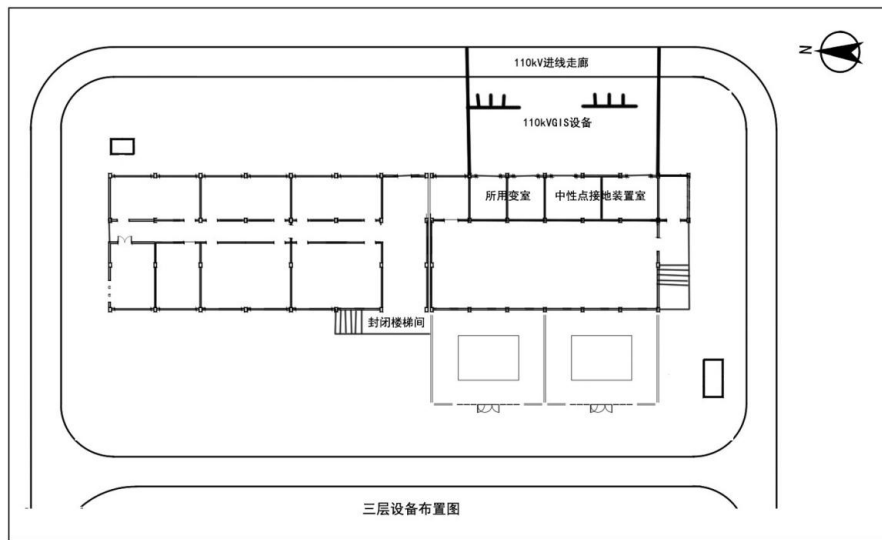 110kV进线走廊
N
110kVGIS设备
所用变室
中性点接地装置室
封闭楼梯间
三层设备布置图